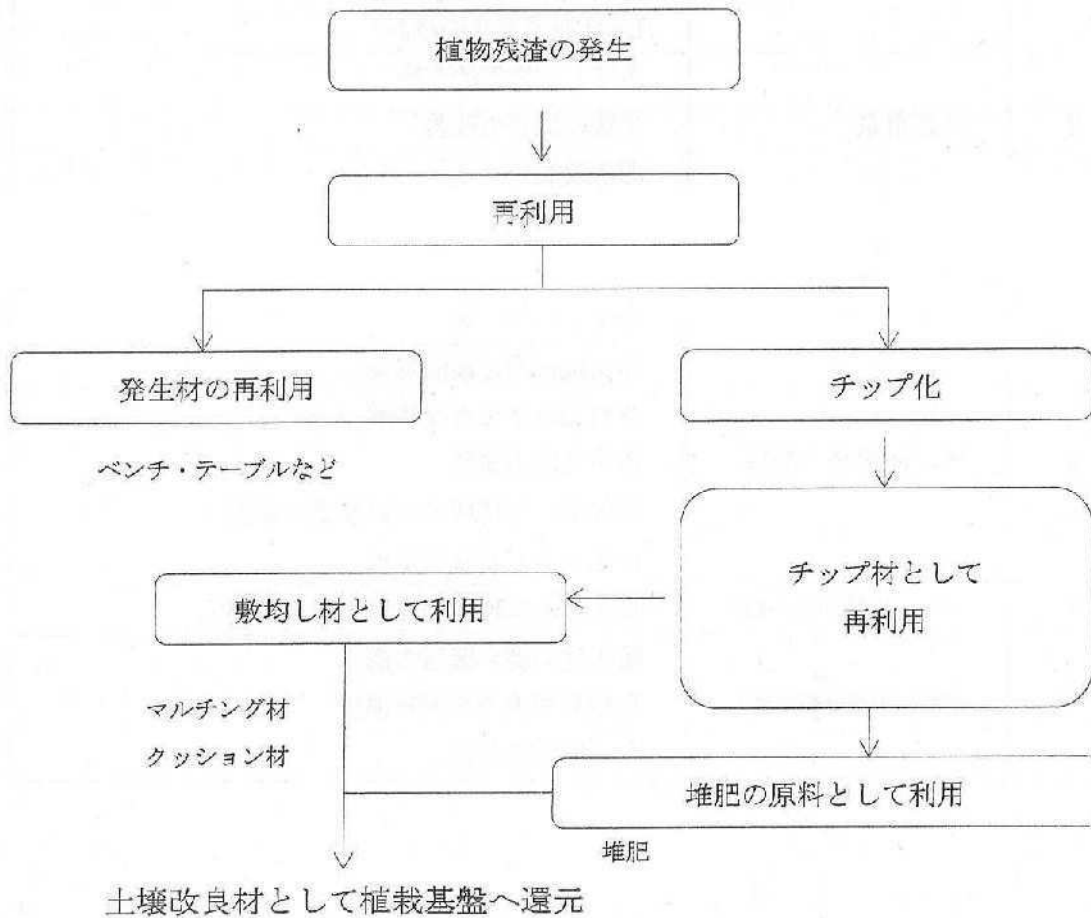 植物残渣の発生
再利用
発生材の再利用
チップ化
ベンチ・テーブルなど
チップ材として
再利用
敷均し材として利用
マルチング材
クッション材
堆肥の原料として利用
堆肥
土壌改良材として植栽基盤へ還元